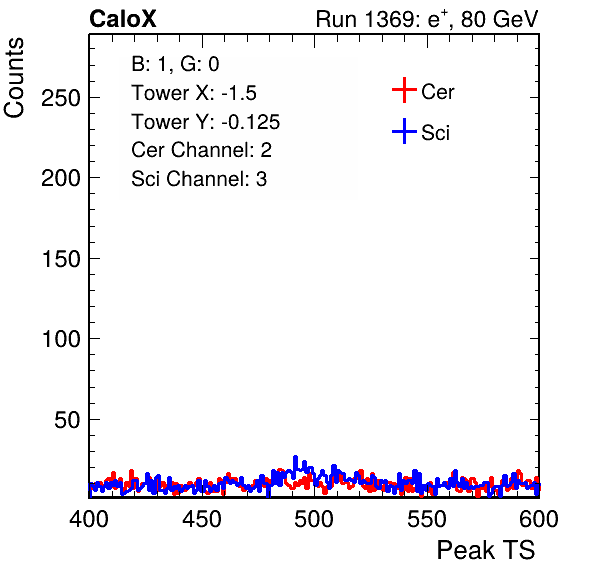 CaloX Run 1369: e+, 80 GeV
Counts
B: 1, G: 0
Tower X: -1.5
Tower Y: -0.125
Cer Channel: 2
Sci Channel: 3
Cer
Sci
250
200
150
100
50
400 450 500 550 600
Peak TS